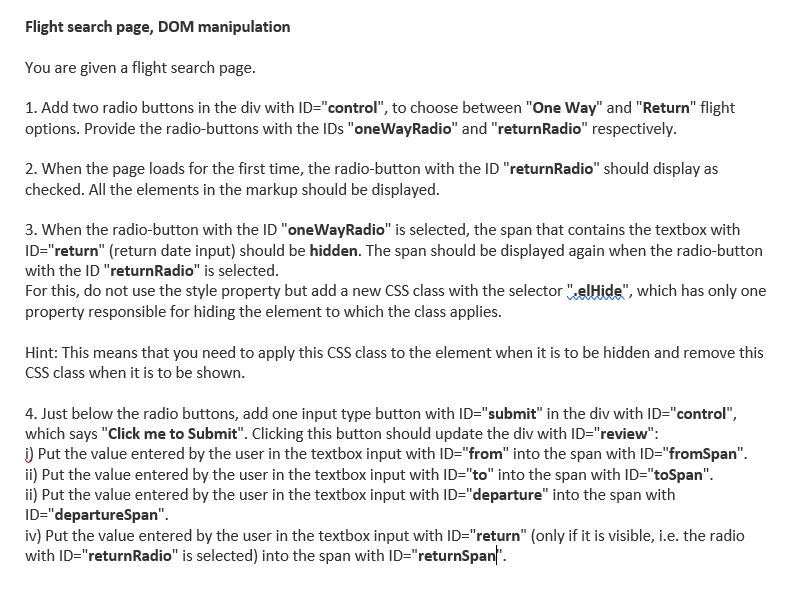 Flight search page, DOM manipulation
You are given a flight search page.
1. Add two radio buttons in the div with ID="control", to choose between "One Way" and "Return" flight
options. Provide the radio-buttons with the IDs "oneWayRadio" and "returnRadio" respectively.
2. When the page loads for the first time, the radio-button with the ID "returnRadio" should display as
checked. All the elements in the markup should be displayed.
3. When the radio-button with the ID "oneWayRadio" is selected, the span that contains the textbox with
ID="return" (return date input) should be hidden. The span should be displayed again when the radio-button
with the ID "returnRadio" is selected.
For this, do not use the style property but add a new CSS class with the selector ".elHide", which has only one
property responsible for hiding the element to which the class applies.
Hint: This means that you need to apply this CSS class to the element when it is to be hidden and remove this
CSS class when it is to be shown.
4. Just below the radio buttons, add one input type button with ID="submit" in the div with ID="control",
which says "Click me to Submit". Clicking this button should update the div with ID="review":
i) Put the value entered by the user in the textbox input with ID="from" into the span with ID="fromSpan".
ii) Put the value entered by the user in the textbox input with ID="to" into the span with ID="toSpan".
ii) Put the value entered by the user in the textbox input with ID="departure" into the span with
ID="departureSpan".
iv) Put the value entered by the user in the textbox input with ID="return" (only if it is visible, i.e. the radio
with ID="returnRadio" is selected) into the span with ID="returnSpan".